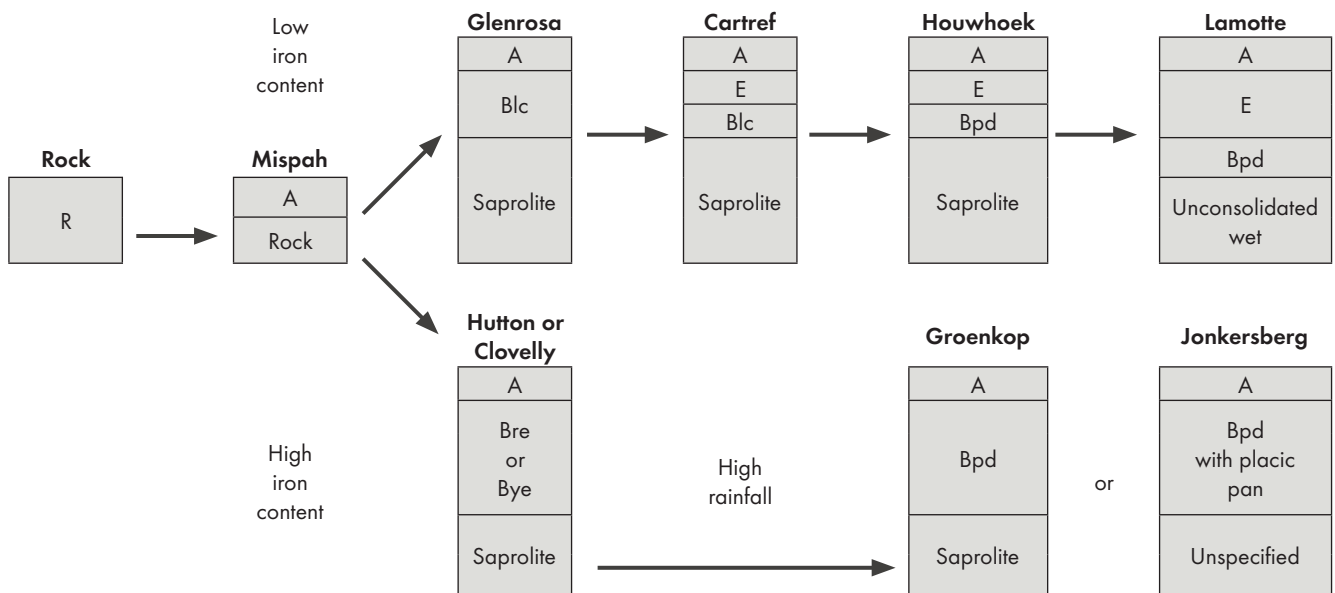 Low
iron
content
Rock
R
Mispah
A
Rock
Glenrosa
A
Blc
Saprolite
Cartref
A
E
Blc
Saprolite
Houwhoek
A
E
Bpd
Saprolite
Lamotte
A
E
Bpd
Unconsolidated
wet
High
iron
content
Hutton or
Clovelly
A
Bre
or
Bye
Saprolite
High
rainfall
Groenkop
A
Bpd
Saprolite
or
Jonkersberg
A
Bpd
with placic
pan
Unspecified